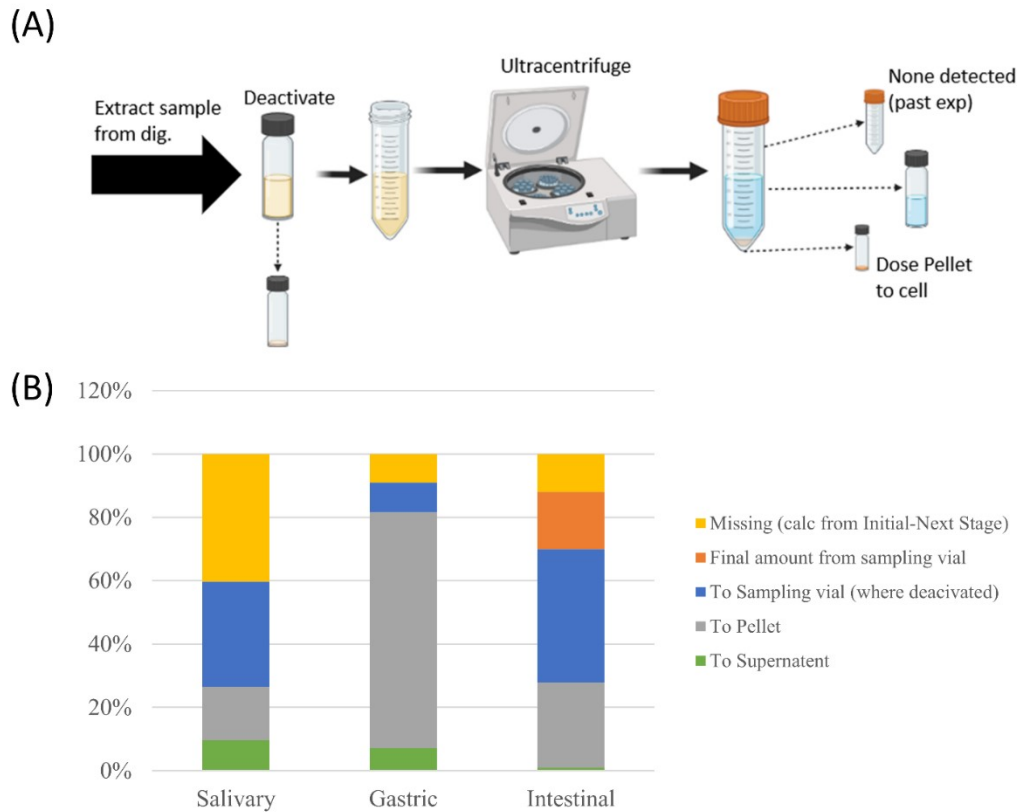 (A)
Extract sample
from dig.
Deactivate
Ultracentrifuge
None detected
(past exp)
Dose Pellet
to cell
(B)
120%
100%
80%
60%
40%
20%
0%
Salivary
Gastric
Intestinal
Missing (calc from Initial-Next Stage)
Final amount from sampling vial
To Sampling vial (where deacivated)
To Pellet
To Supernatent